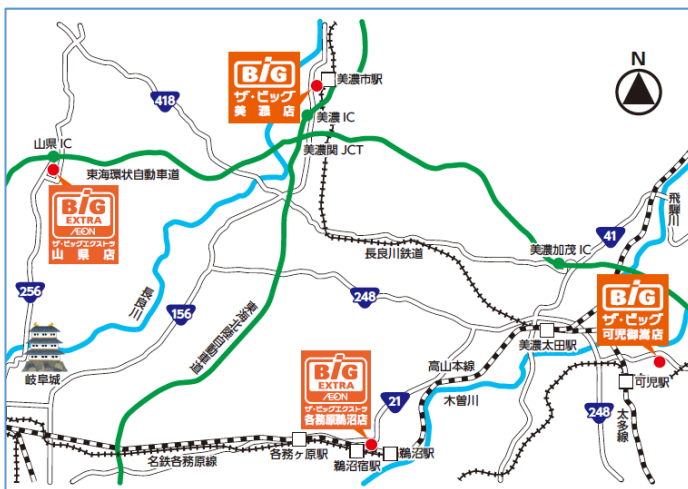 N
BiG
ザ・ビッグ
美濃店
美濃市駅
418
美濃 IC
山県 IC
美濃関 JCT
東海環状自動車道
BiG
EXTRA
ÆON
ザ・ビッグエクストラ
山県店
飛騨川
41
美濃加茂 IC
長良川鉄道
256
長良川
156
248
東海北陸自動車道
BiG
ザ・ビッグ
可児御嵩店
美濃太田駅
岐阜城
高山本線
可児駅
BiG
EXTRA
ÆON
ザ・ビッグエクストラ
各務原鵜沼店
21
木曽川
248
太多線
各務ヶ原駅
鵜沼宿駅
鵜沼駅
名鉄各務原線